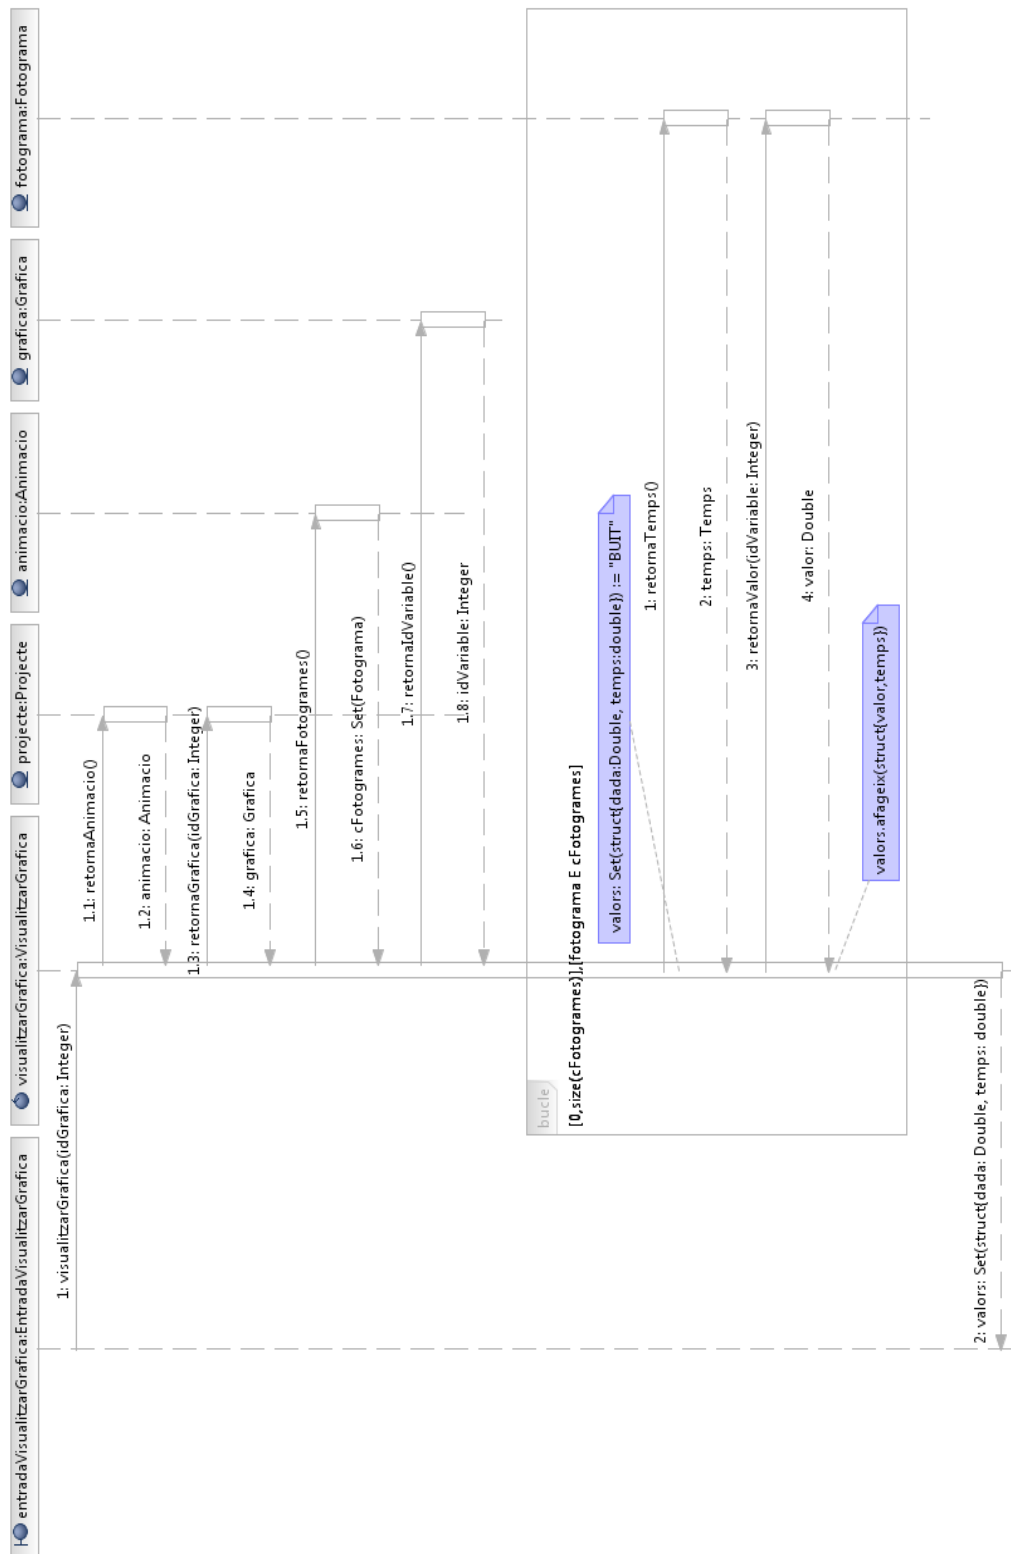 entradaVisualitzarGrafica:EntradaVisualitzarGrafica
visualitzarGrafica:VisualitzarGrafica
projecte:Projecte
animacio:Animacio
grafica:Grafica
fotograma:Fotograma
1: visualitzarGrafica(idGrafica: Integer)
1.1: retornaAnimacio()
1.2: animacio: Animacio
1.3: retornaGrafica(idGrafica: Integer)
1.4: grafica: Grafica
1.5: retornaFotogrames()
1.6: cFotogrames: Set(Fotograma)
1.7: retornaIdVariable()
1.8: idVariable: Integer
bucle
[0,size(cFotogrames)],[fotograma E cFotogrames]
valors: Set(struct{dada:Double, temps:double}) := "BUIT"
1: retornaTemps()
2: temps: Temps
3: retornaValor(idVariable: Integer)
4: valor: Double
valors.afageix(struct{valor,temps})
2: valors: Set(struct{dada: Double, temps: double})